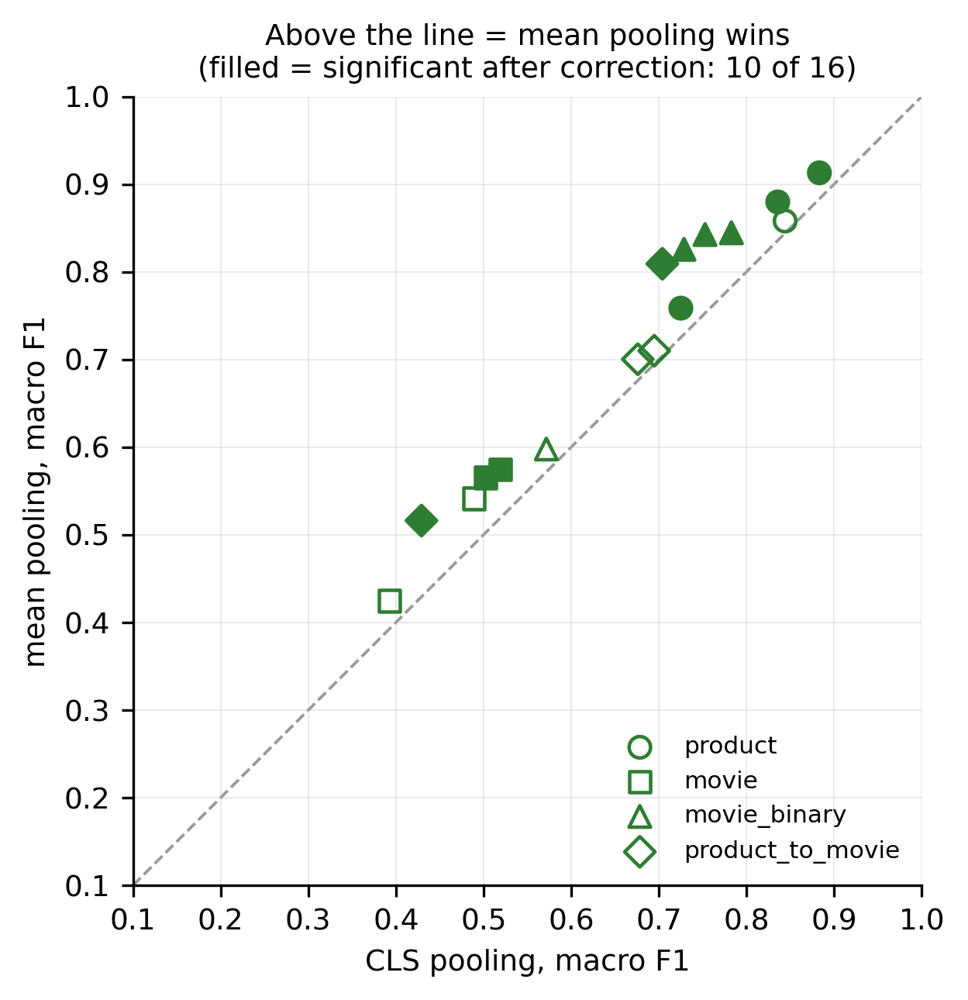 Above the line = mean pooling wins
(filled = significant after correction: 10 of 16)
1.0
0.9
0.8
0.7
0.6
0.5
0.4
0.3
0.2
0.1
mean pooling, macro F1
product
movie
movie_binary
product_to_movie
0.1 0.2 0.3 0.4 0.5 0.6 0.7 0.8 0.9 1.0
CLS pooling, macro F1